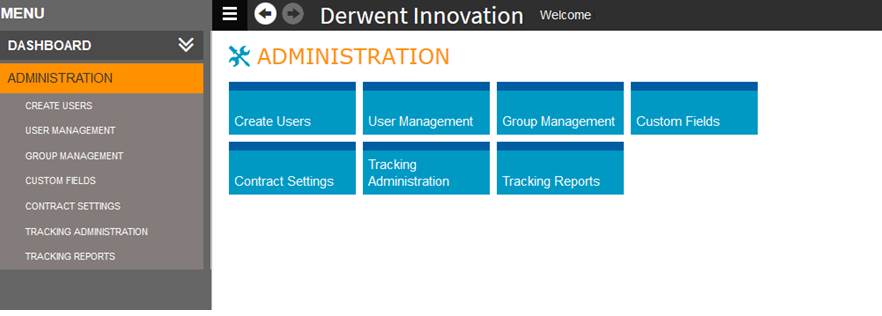 MENU
Derwent Innovation Welcome
DASHBOARD
ADMINISTRATION
CREATE USERS
USER MANAGEMENT
GROUP MANAGEMENT
CUSTOM FIELDS
CONTRACT SETTINGS
TRACKING ADMINISTRATION
TRACKING REPORTS
ADMINISTRATION
Create Users
User Management
Group Management
Custom Fields
Contract Settings
Tracking
Administration
Tracking Reports